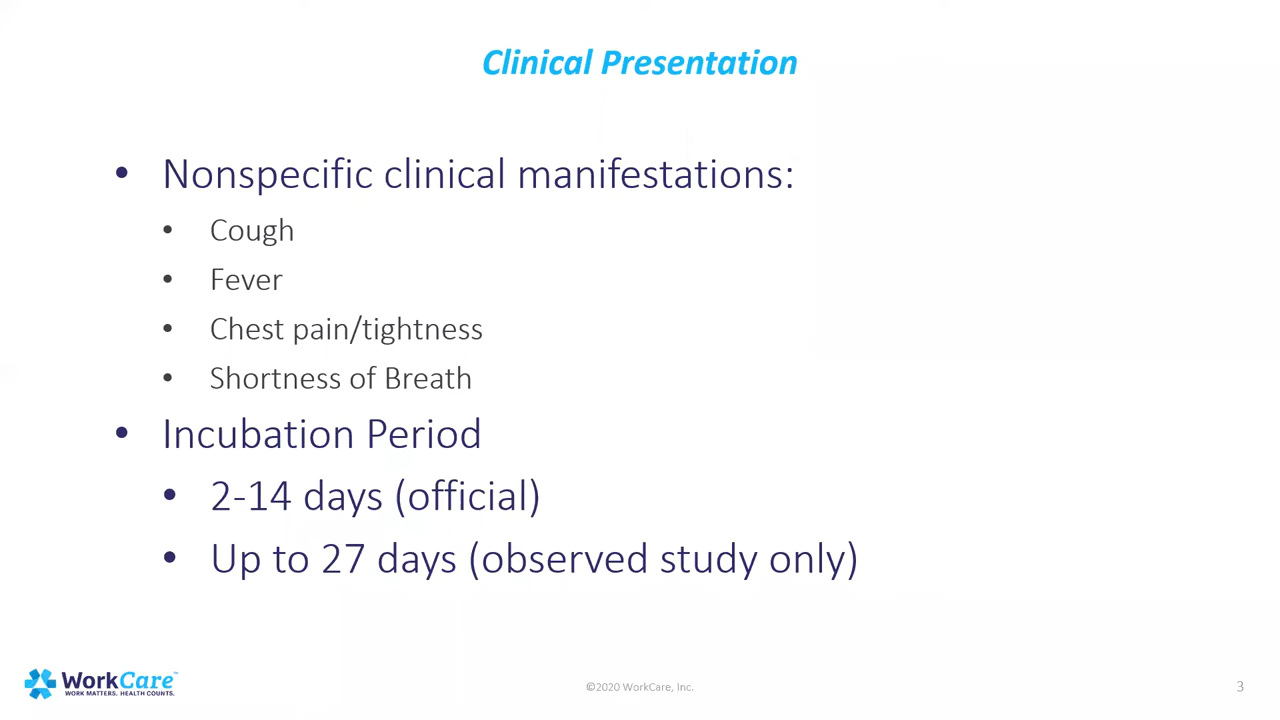 Clinical Presentation
• Nonspecific clinical manifestations:
• Cough
• Fever
• Chest pain/tightness
• Shortness of Breath
• Incubation Period
• 2-14 days (official)
• Up to 27 days (observed study only)
WorkCare™
WORK MATTERS. HEALTH COUNTS.
©2020 WorkCare, Inc.
3